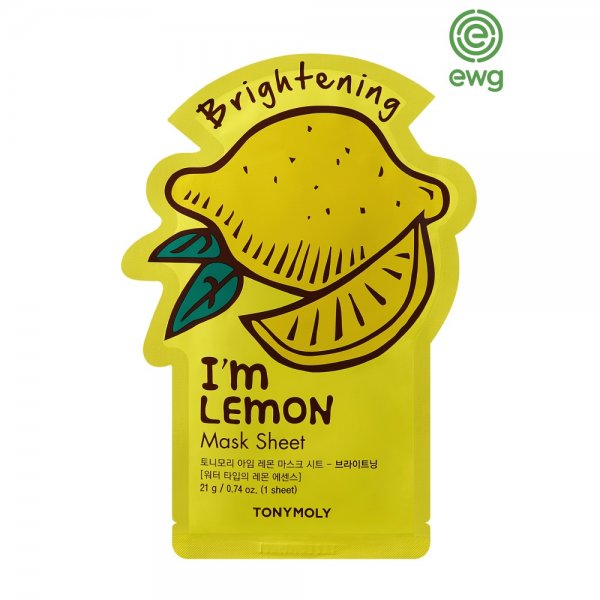 ewg
Brightening
I'm
LEMON
Mask Sheet
토니모리 아임 레몬 마스크 시트 - 브라이트닝
[워터 타입의 레몬 에센스]
21 g / 0.74 oz. (1 sheet)
TONYMOLY